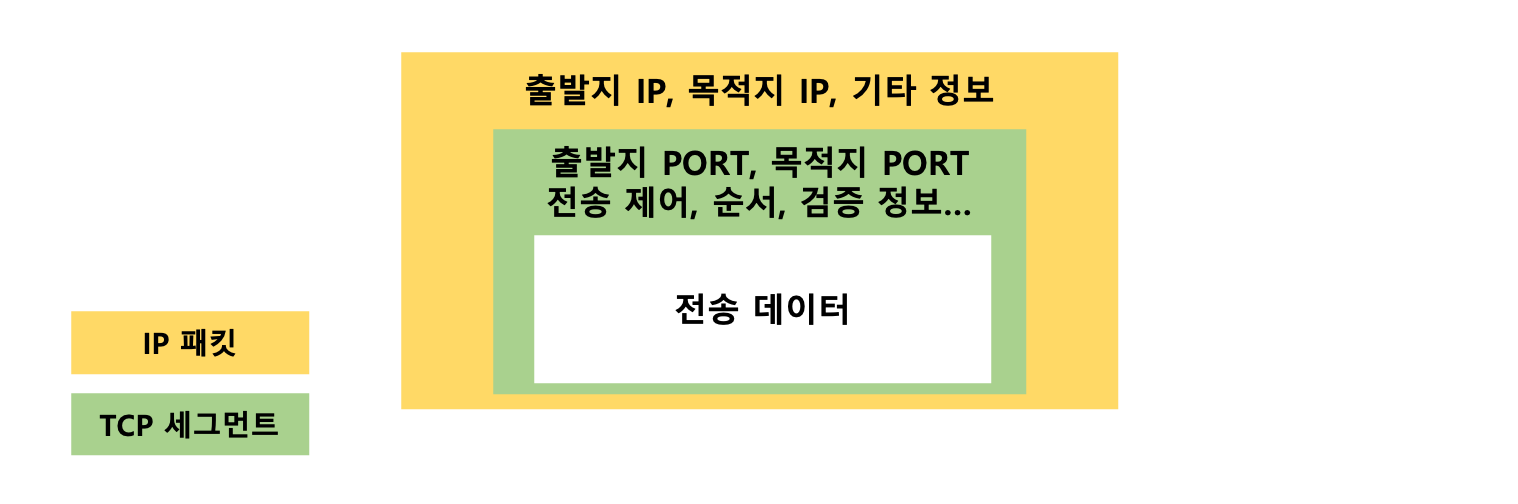 출발지 IP, 목적지 IP, 기타 정보
출발지 PORT, 목적지 PORT
전송 제어, 순서, 검증 정보...
전송 데이터
IP 패킷
TCP 세그먼트